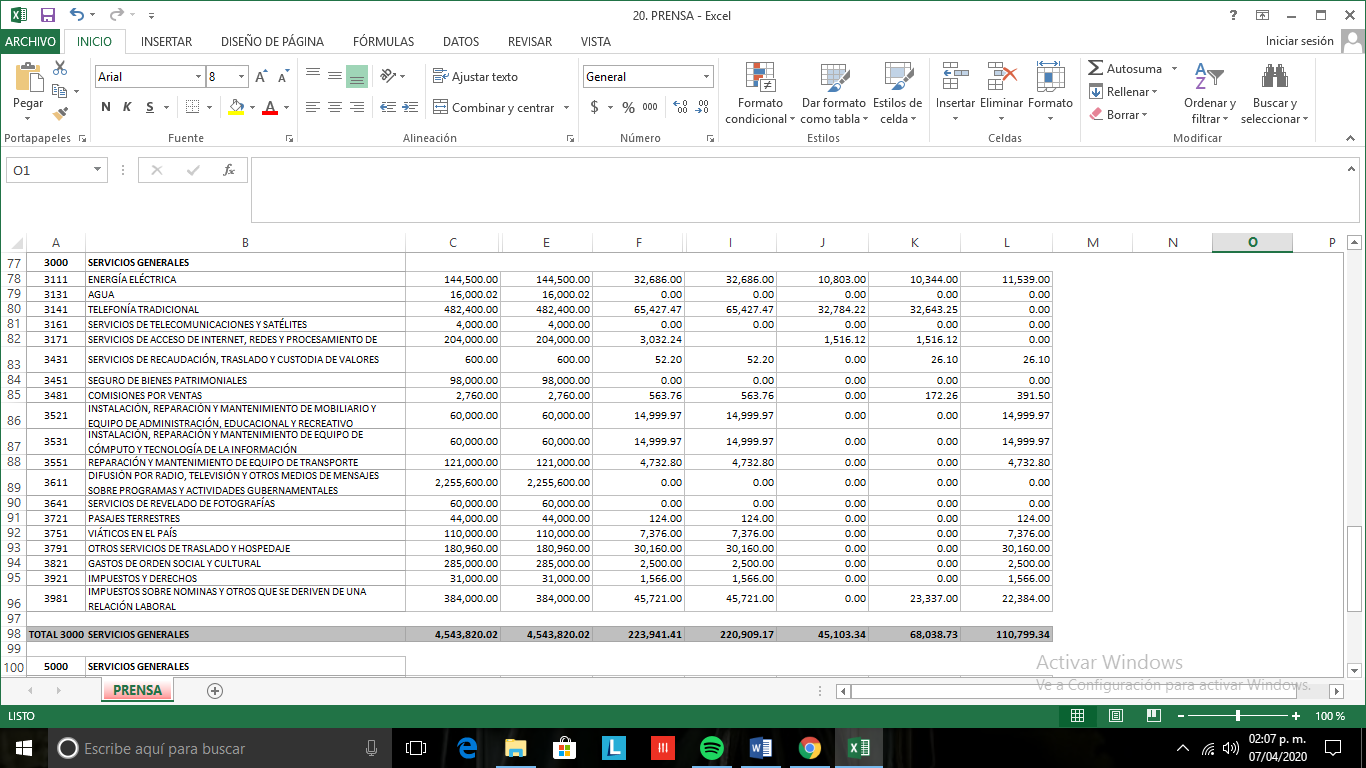 20. PRENSA - Excel
?
ARCHIVO INICIO INSERTAR DISEÑO DE PÁGINA FÓRMULAS DATOS REVISAR VISTA Iniciar sesión
Pegar
Portapapeles
Arial 8
N K S
Fuente
Ajustar texto
Combinar y centrar
Alineación
General
$ % 000
Número
Formato condicional
Dar formato como tabla
Estilos de celda
Estilos
Insertar Eliminar Formato
Celdas
Autosuma
Rellenar
Borrar
Ordenar y filtrar
Buscar y seleccionar
Modificar
O1 fx
A B C E F I J K L M N O P
77 3000 SERVICIOS GENERALES
78 3111 ENERGÍA ELÉCTRICA 144,500.00 144,500.00 32,686.00 32,686.00 10,803.00 10,344.00 11,539.00
79 3131 AGUA 16,000.02 16,000.02 0.00 0.00 0.00 0.00 0.00
80 3141 TELEFONÍA TRADICIONAL 482,400.00 482,400.00 65,427.47 65,427.47 32,784.22 32,643.25 0.00
81 3161 SERVICIOS DE TELECOMUNICACIONES Y SATÉLITES 4,000.00 4,000.00 0.00 0.00 0.00 0.00 0.00
82 3171 SERVICIOS DE ACCESO DE INTERNET, REDES Y PROCESAMIENTO DE 204,000.00 204,000.00 3,032.24 1,516.12 1,516.12 0.00
83 3431 SERVICIOS DE RECAUDACIÓN, TRASLADO Y CUSTODIA DE VALORES 600.00 600.00 52.20 52.20 0.00 26.10 26.10
84 3451 SEGURO DE BIENES PATRIMONIALES 98,000.00 98,000.00 0.00 0.00 0.00 0.00 0.00
85 3481 COMISIONES POR VENTAS 2,760.00 2,760.00 563.76 563.76 0.00 172.26 391.50
INSTALACIÓN, REPARACIÓN Y MANTENIMIENTO DE MOBILIARIO Y
86 3521 EQUIPO DE ADMINISTRACIÓN, EDUCACIONAL Y RECREATIVO 60,000.00 60,000.00 14,999.97 14,999.97 0.00 0.00 14,999.97
INSTALACIÓN, REPARACIÓN Y MANTENIMIENTO DE EQUIPO DE
87 3531 CÓMPUTO Y TECNOLOGÍA DE LA INFORMACIÓN 60,000.00 60,000.00 14,999.97 14,999.97 0.00 0.00 14,999.97
88 3551 REPARACIÓN Y MANTENIMIENTO DE EQUIPO DE TRANSPORTE 121,000.00 121,000.00 4,732.80 4,732.80 0.00 0.00 4,732.80
DIFUSIÓN POR RADIO, TELEVISIÓN Y OTROS MEDIOS DE MENSAJES
89 3611 SOBRE PROGRAMAS Y ACTIVIDADES GUBERNAMENTALES 2,255,600.00 2,255,600.00 0.00 0.00 0.00 0.00 0.00
90 3641 SERVICIOS DE REVELADO DE FOTOGRAFÍAS 60,000.00 60,000.00 0.00 0.00 0.00 0.00 0.00
91 3721 PASAJES TERRESTRES 44,000.00 44,000.00 124.00 124.00 0.00 0.00 124.00
92 3751 VIÁTICOS EN EL PAÍS 110,000.00 110,000.00 7,376.00 7,376.00 0.00 0.00 7,376.00
93 3791 OTROS SERVICIOS DE TRASLADO Y HOSPEDAJE 180,960.00 180,960.00 30,160.00 30,160.00 0.00 0.00 30,160.00
94 3821 GASTOS DE ORDEN SOCIAL Y CULTURAL 285,000.00 285,000.00 2,500.00 2,500.00 0.00 0.00 2,500.00
95 3921 IMPUESTOS Y DERECHOS 31,000.00 31,000.00 1,566.00 1,566.00 0.00 0.00 1,566.00
IMPUESTOS SOBRE NOMINAS Y OTROS QUE SE DERIVEN DE UNA
96 3981 RELACIÓN LABORAL 384,000.00 384,000.00 45,721.00 45,721.00 0.00 23,337.00 22,384.00
97
98 TOTAL 3000 SERVICIOS GENERALES 4,543,820.02 4,543,820.02 223,941.41 220,909.17 45,103.34 68,038.73 110,799.34
99
100 5000 SERVICIOS GENERALES
Activar Windows
Ve a Configuración para activar Windows.
PRENSA
LISTO 100 %
Escribe aquí para buscar
02:07 p. m.
07/04/2020